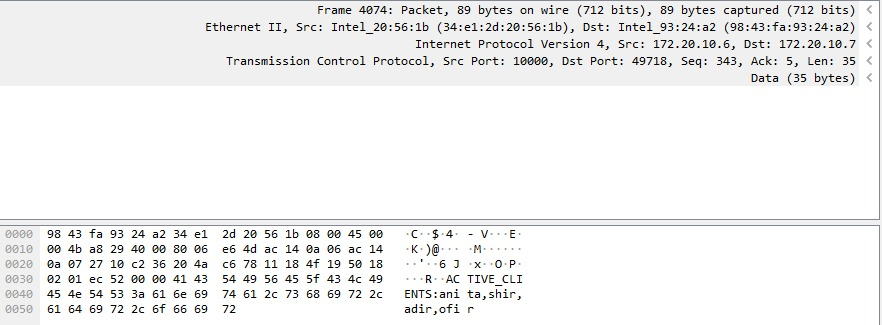 Frame 4074: Packet, 89 bytes on wire (712 bits), 89 bytes captured (712 bits)
Ethernet II, Src: Intel_20:56:1b (34:e1:2d:20:56:1b), Dst: Intel_93:24:a2 (98:43:fa:93:24:a2)
Internet Protocol Version 4, Src: 172.20.10.6, Dst: 172.20.10.7
Transmission Control Protocol, Src Port: 10000, Dst Port: 49718, Seq: 343, Ack: 5, Len: 35
Data (35 bytes)
0000 98 43 fa 93 24 a2 34 e1 2d 20 56 1b 08 00 45 00 ·C··$·4· - V···E·
0010 00 4b a8 29 40 00 80 06 e6 4d ac 14 0a 06 ac 14 ·K·)@··· ·M······
0020 0a 07 27 10 c2 36 20 4a c6 78 11 18 4f 19 50 18 ··'··6 J ·x··O·P·
0030 02 01 ec 52 00 00 41 43 54 49 56 45 5f 43 4c 49 ···R··AC TIVE_CLI
0040 45 4e 54 53 3a 61 6e 69 74 61 2c 73 68 69 72 2c ENTS:ani ta,shir,
0050 61 64 69 72 2c 6f 66 69 72 adir,ofi r